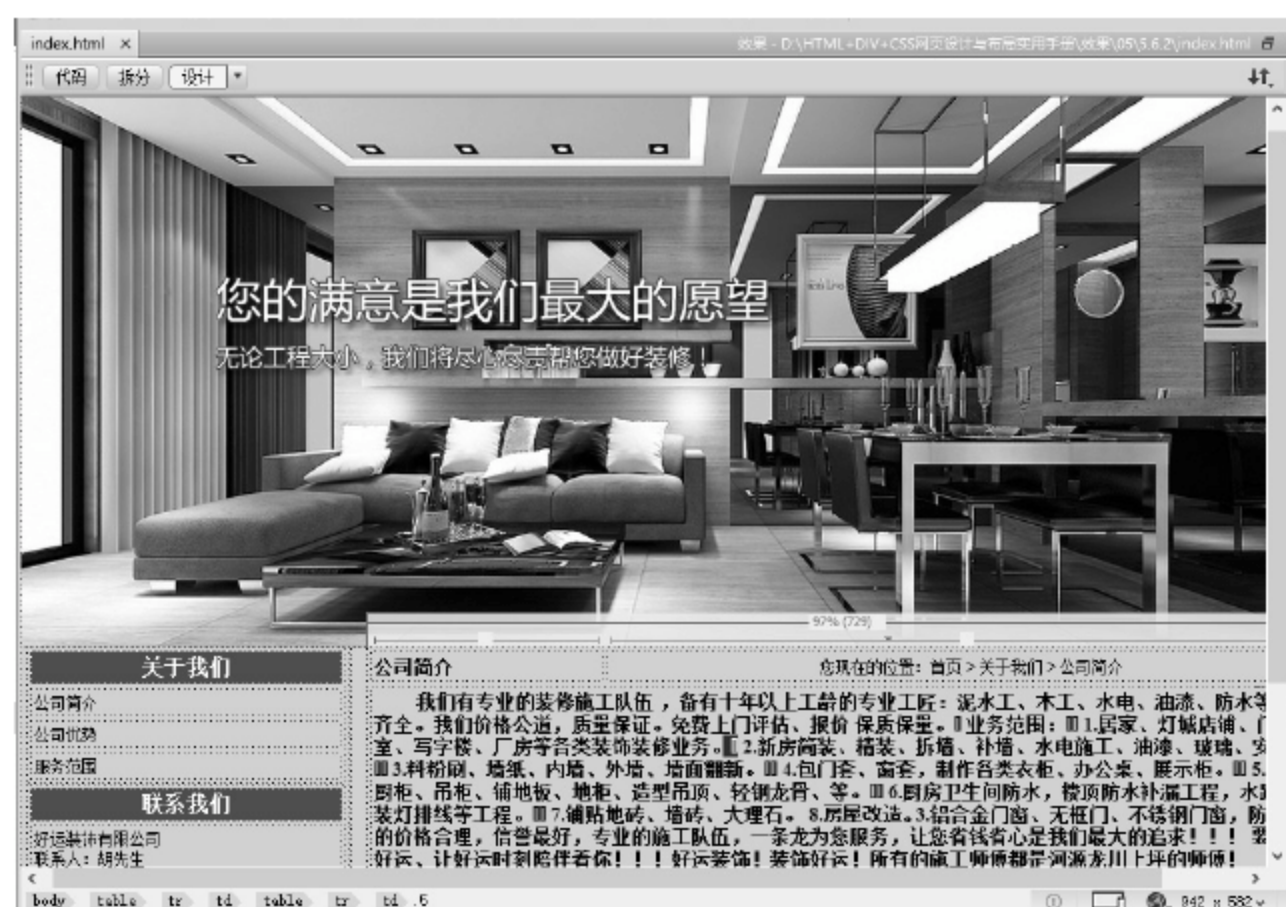 index.html ×
效果 - D:\HTML+DIV+CSS网页设计与布局实用手册\效果\05\5.6.2\index.html
代码 拆分 设计
您的满意是我们最大的愿望
无论工程大小，我们将尽心尽责帮您做好装修！
97% (729)
关于我们
公司简介
公司优势
服务范围
联系我们
好运装饰有限公司
联系人：胡先生
公司简介
您现在的位置：首页 > 关于我们 > 公司简介
我们有专业的装修施工队伍，备有十年以上工龄的专业工匠：泥水工、木工、水电、油漆、防水等
齐全。我们价格公道，质量保证。免费上门评估、报价 保质保量。业务范围：1.居家、灯城店铺、
室、写字楼、厂房等各类装饰装修业务。2.新房简装、精装、拆墙、补墙、水电施工、油漆、玻璃、安
3.料粉刷、墙纸、内墙、外墙、墙面翻新。4.包门套、窗套，制作各类衣柜、办公桌、展示柜。5.
厨柜、吊柜、铺地板、地柜、造型吊顶、轻钢龙骨、等。6.厨房卫生间防水，楼顶防水补漏工程，
装灯排线等工程。7.铺贴地砖、墙砖、大理石。8.房屋改造。3.铝合金门窗、无框门、不锈钢门窗，防
的价格合理，信誉最好，专业的施工队伍，一条龙为您服务，让您省钱省心是我们最大的追求！！！
好运、让好运时刻陪伴着你！！！好运装饰！装饰好运！所有的施工师傅都是河源龙川上坪的师傅！
body table tr td table tr td .5
942 x 582